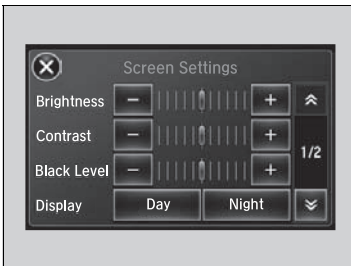 Screen Settings
Brightness − +
Contrast − +
1/2
Black Level − +
Display Day Night